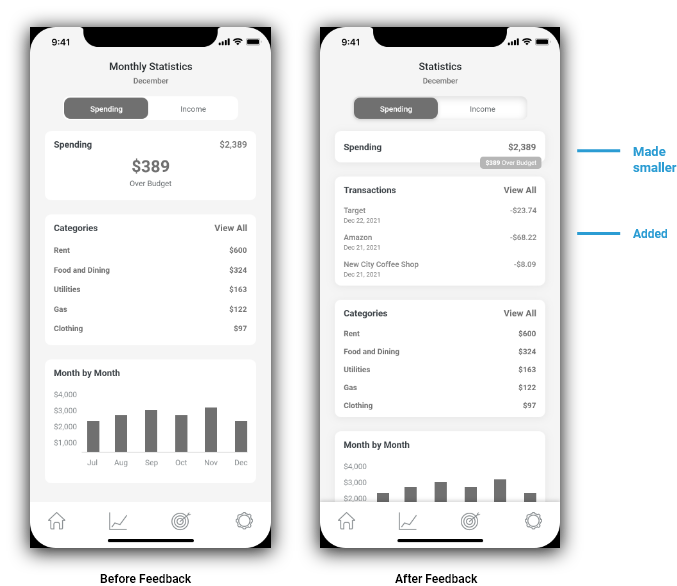 9:41
Monthly Statistics
December
Spending Income
Spending $2,389
$389
Over Budget
Categories View All
Rent $600
Food and Dining $324
Utilities $163
Gas $122
Clothing $97
Month by Month
$4,000
$3,000
$2,000
$1,000
Jul Aug Sep Oct Nov Dec
Before Feedback
9:41
Statistics
December
Spending Income
Spending $2,389
$389 Over Budget
Transactions View All
Target -$23.74
Dec 22, 2021
Amazon -$68.22
Dec 21, 2021
New City Coffee Shop -$8.09
Dec 21, 2021
Categories View All
Rent $600
Food and Dining $324
Utilities $163
Gas $122
Clothing $97
Month by Month
$4,000
$3,000
$2,000
After Feedback
Made
smaller
Added